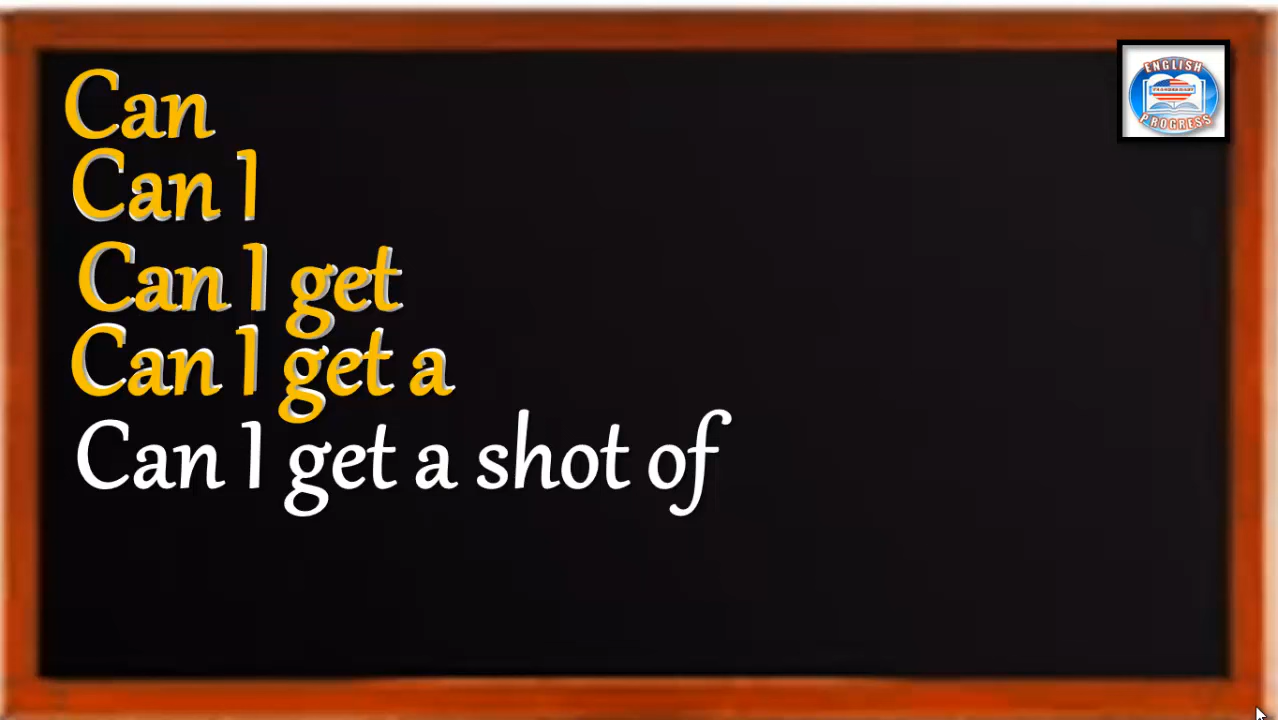 Can
Can I
Can I get
Can I get a
Can I get a shot of
ENGLISH
PROGRESS